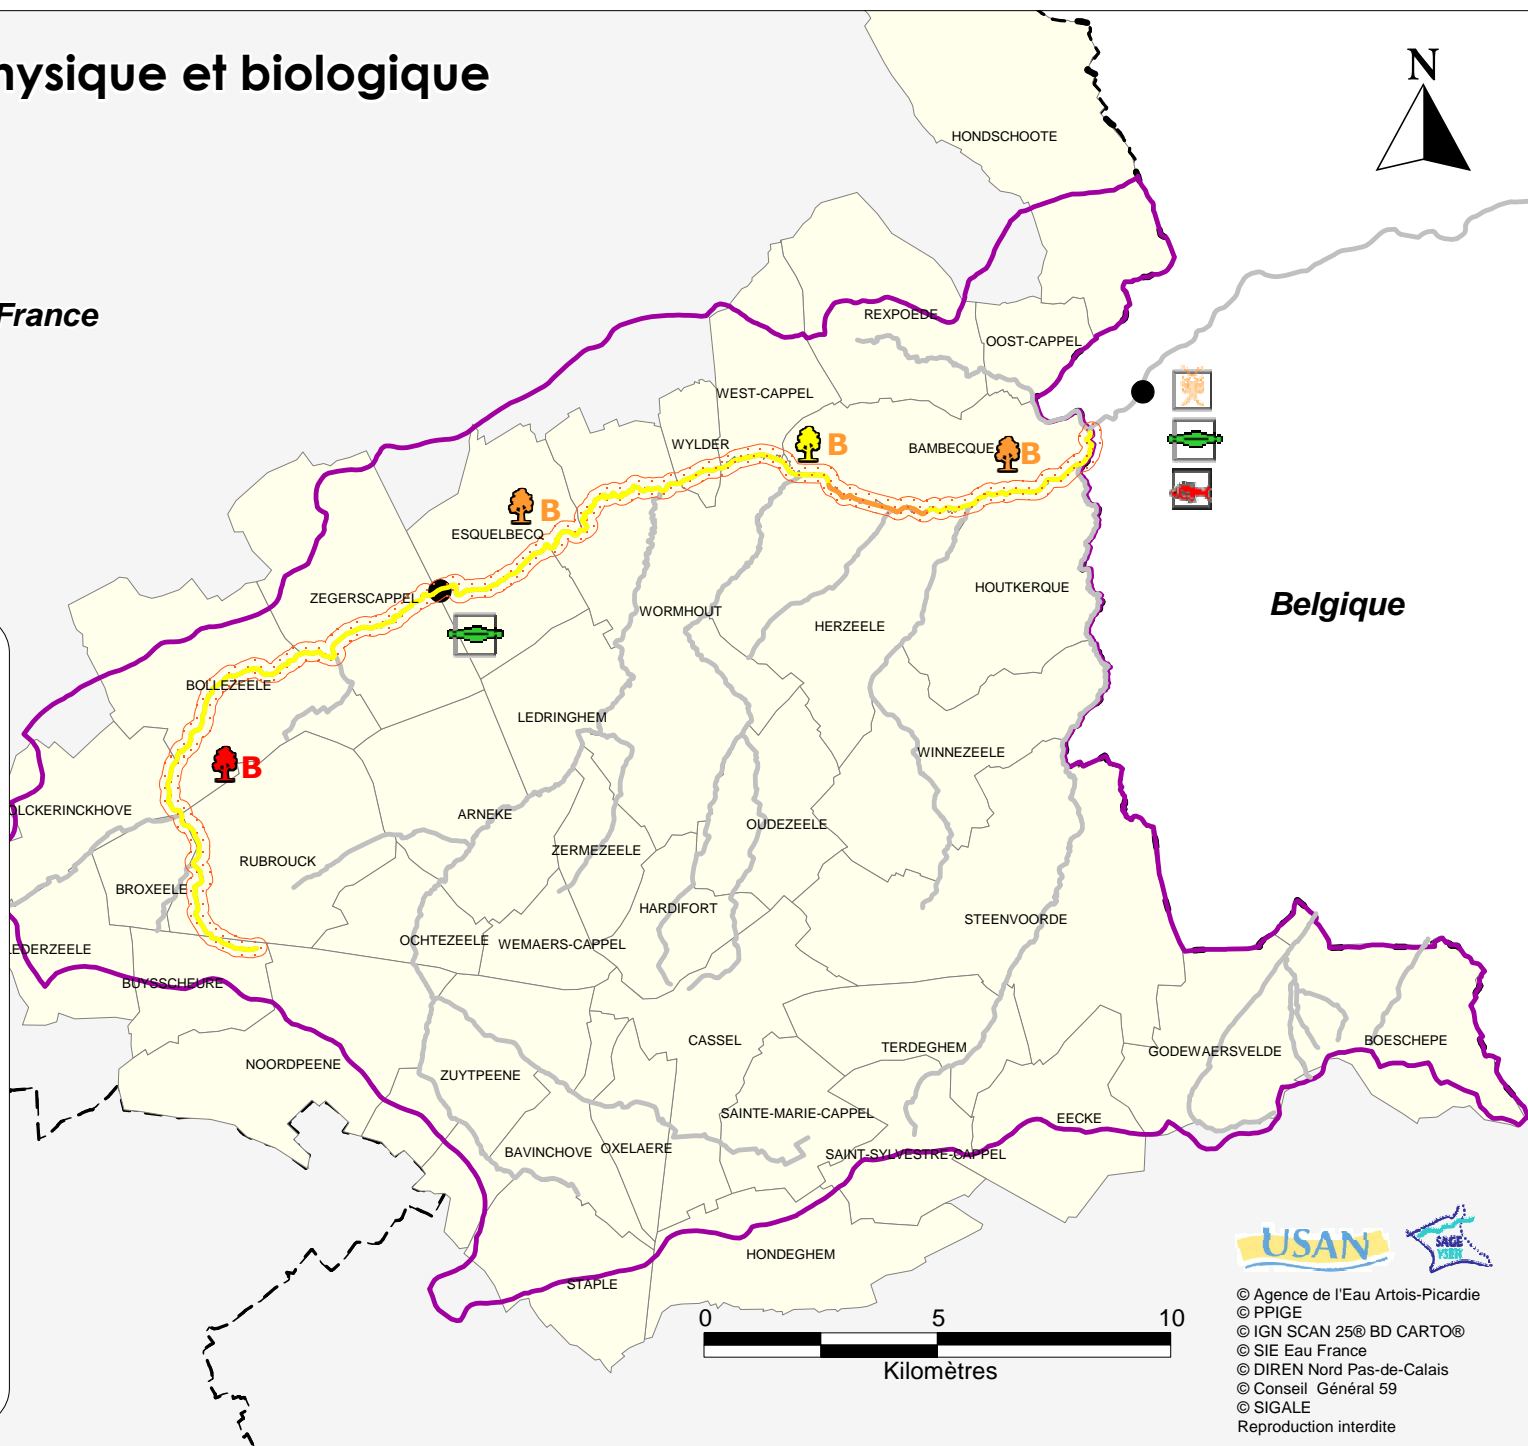 hysique et biologique
N
HONDSCHOOTE
France
REXPOEDE
OOST-CAPPEL
WEST-CAPPEL
WYLDER
B
BAMBECQUE
B
B
ESQUELBECQ
ZEGERSCAPPEL
HOUTKERQUE
Belgique
WORMHOUT
HERZEELE
BOLLEZEELE
LEDRINGHEM
WINNEZEELE
B
OLCKERINCKHOVE
ARNEKE
OUDEZEELE
ZERMEZEELE
RUBROUCK
BROXEELE
HARDIFORT
STEENVOORDE
OCHTEZEELE
WEMAERS-CAPPEL
LEDERZEELE
BUYSSCHEURE
CASSEL
TERDEGHEM
GODEWAERSVELDE
BOESCHEPE
NOORDPEENE
ZUYTPEENE
SAINTE-MARIE-CAPPEL
EECKE
BAVINCHOVE
OXELAERE
SAINT-SYLVESTRE-CAPPEL
HONDEGHEM
STAPLE
USAN
SAGE
YSER
0 5 10
Kilomètres
© Agence de l'Eau Artois-Picardie
© PPIGE
© IGN SCAN 25® BD CARTO®
© SIE Eau France
© DIREN Nord Pas-de-Calais
© Conseil Général 59
© SIGALE
Reproduction interdite